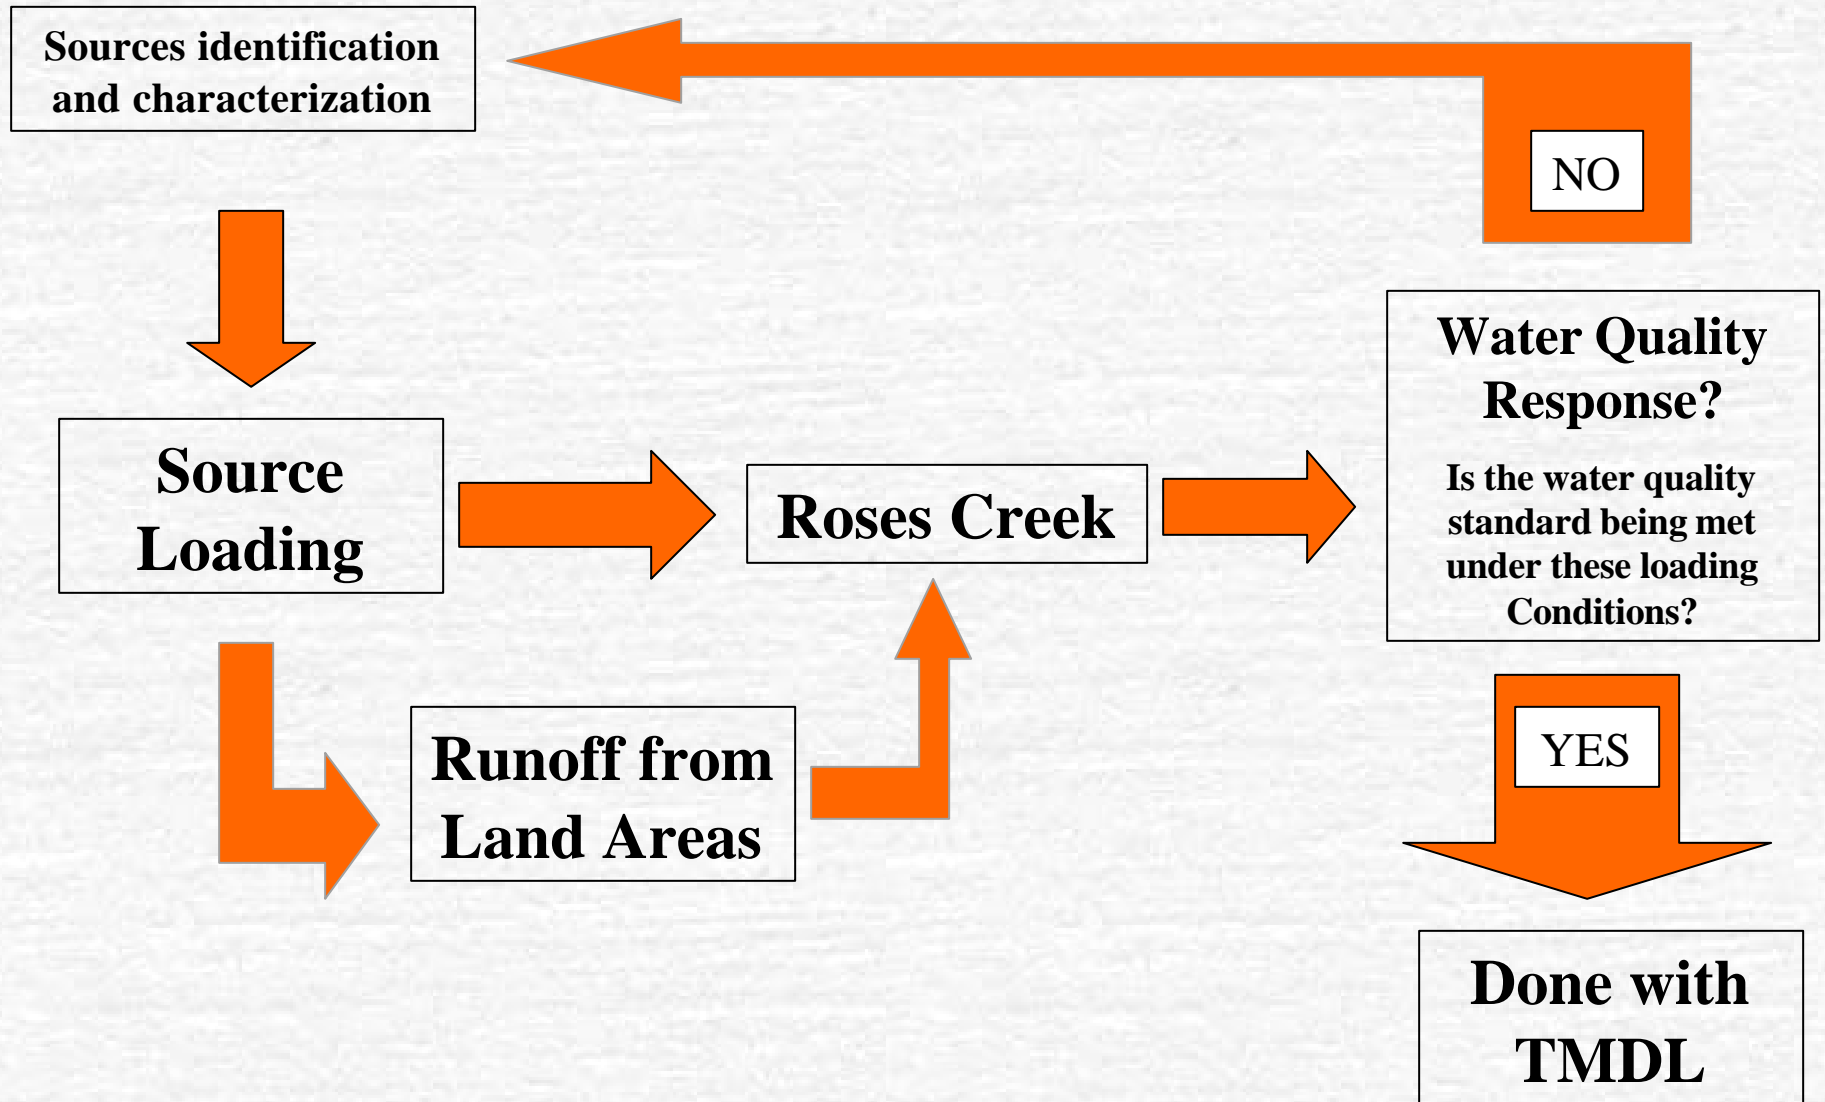 Sources identification
and characterization
NO
Water Quality
Response?
Is the water quality
standard being met
under these loading
Conditions?
Source
Loading
Roses Creek
Runoff from
Land Areas
YES
Done with
TMDL